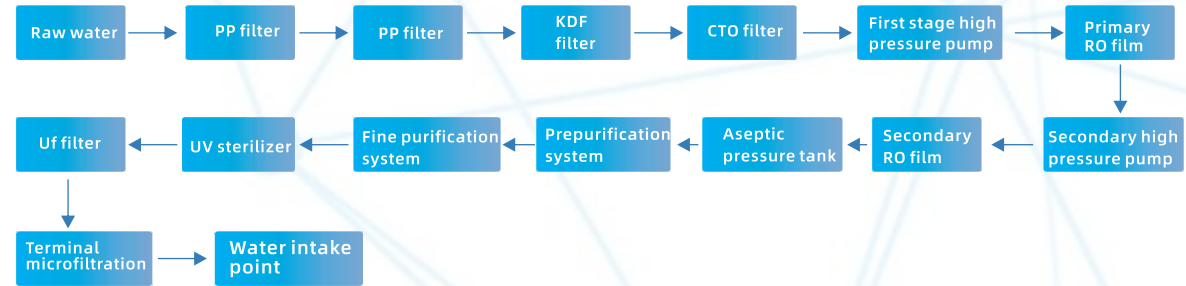 Raw water
PP filter
PP filter
KDF
filter
CTO filter
First stage high
pressure pump
Primary
RO film
Secondary high
pressure pump
Secondary
RO film
Aseptic
pressure tank
Prepurification
system
Fine purification
system
UV sterilizer
Uf filter
Terminal
microfiltration
Water intake
point